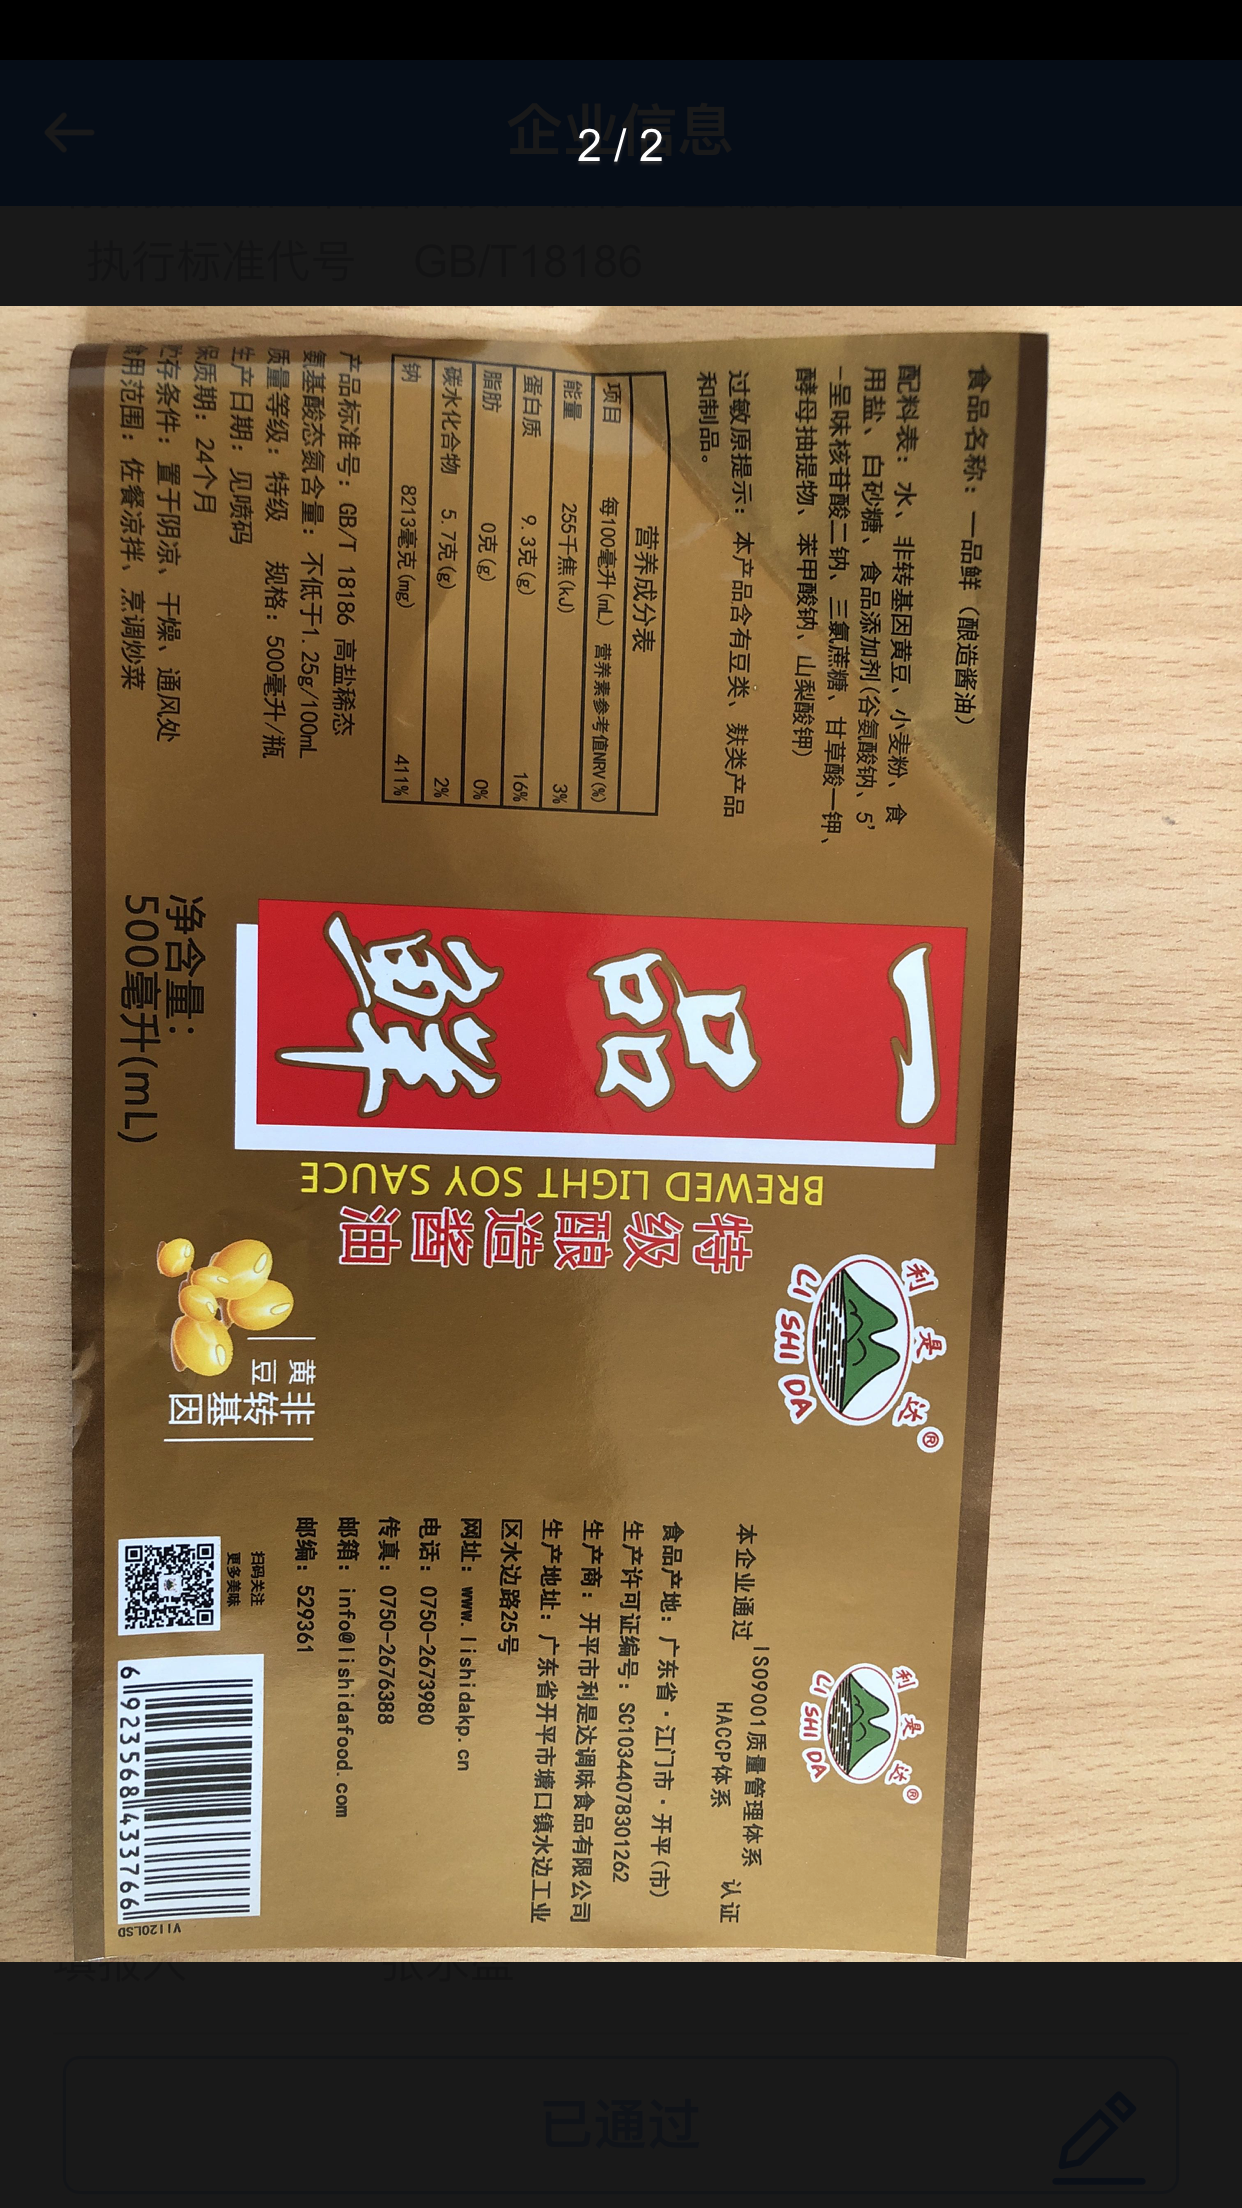 企业信息
2 / 2
执行标准代号 GB/T18186
食品名称：一品鲜（酿造酱油）
配料表：水、非转基因黄豆、小麦粉、食
用盐、白砂糖、食品添加剂(谷氨酸钠、5’
-呈味核苷酸二钠、三氯蔗糖、甘草酸一钾、
酵母抽提物、苯甲酸钠、山梨酸钾)
过敏原提示：本产品含有豆类、麸类产品
和制品。
营养成分表
项目 每100毫升(mL) 营养素参考值NRV(%)
能量 255千焦(kJ) 3%
蛋白质 9.3克(g) 16%
脂肪 0克(g) 0%
碳水化合物 5.7克(g) 2%
钠 8213毫克(mg) 411%
产品标准号：GB/T 18186 高盐稀态
氨基酸态氮含量：不低于1.25g/100mL
质量等级：特级 规格：500毫升/瓶
生产日期：见喷码
保质期：24个月
贮存条件：置于阴凉、干燥、通风处
食用范围：佐餐凉拌、烹调炒菜
一品鲜
BREWED LIGHT SOY SAUCE
特级酿造酱油
净含量：
500毫升(mL)
利是达®
LI SHI DA
非转基因
黄豆
利是达®
LI SHI DA
本企业通过 ISO9001质量管理体系 认证
HACCP体系
食品产地：广东省·江门市·开平(市)
生产许可证编号：SC10344078301262
生产商：开平市利是达调味食品有限公司
生产地址：广东省开平市塘口镇水边工业
区水边路25号
网址：www.lishidakp.cn
电话：0750-2673980
传真：0750-2676388
邮箱：info@lishidafood.com
邮编：529361
扫码关注
更多美味
6923568433766
V1120LSD
填报人
已通过